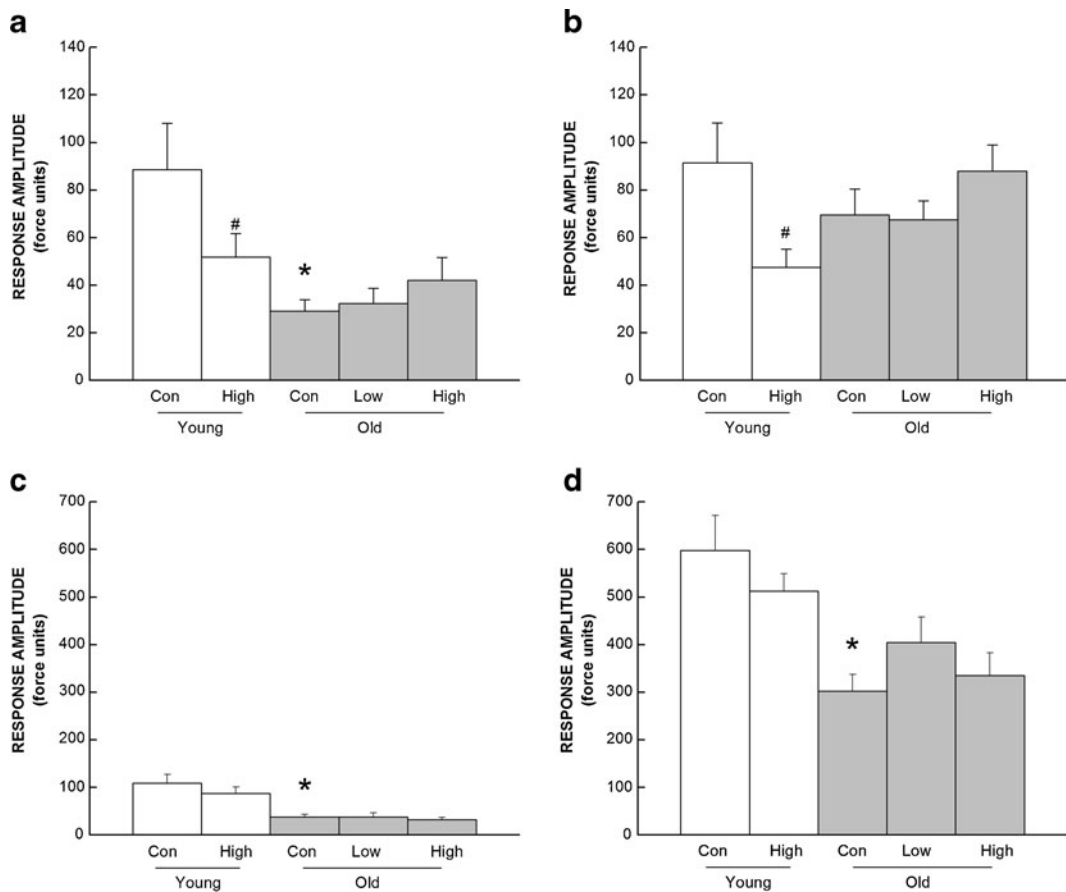 a
RESPONSE AMPLITUDE
(force units)
140
120
100
80
60
40
20
0
#
*
Con High Con Low High
Young Old
b
REPONSE AMPLITUDE
(force units)
140
120
100
80
60
40
20
0
#
Con High Con Low High
Young Old
c
RESPONSE AMPLITUDE
(force units)
700
600
500
400
300
200
100
0
*
Con High Con Low High
Young Old
d
RESPONSE AMPLITUDE
(force units)
700
600
500
400
300
200
100
0
*
Con High Con Low High
Young Old